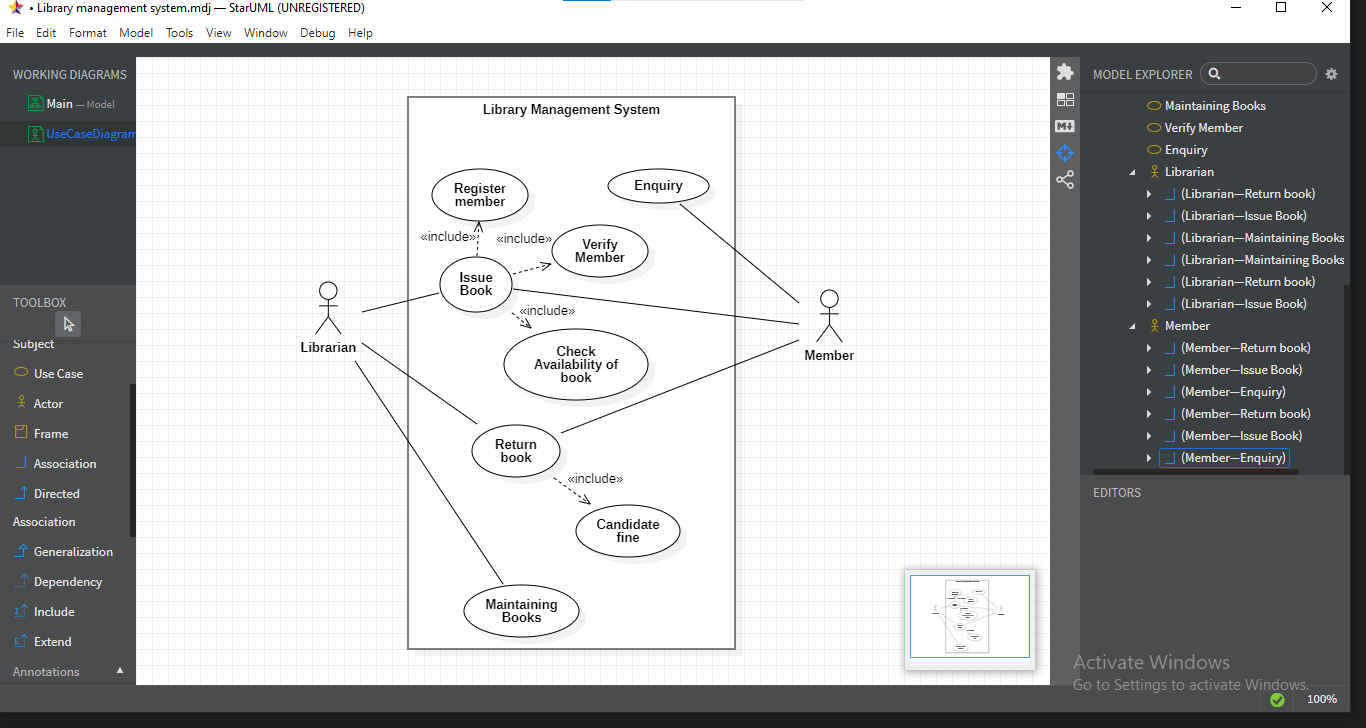 • Library management system.mdj — StarUML (UNREGISTERED)
File Edit Format Model Tools View Window Debug Help
WORKING DIAGRAMS
Main — Model
UseCaseDiagram
TOOLBOX
Subject
Use Case
Actor
Frame
Association
Directed
Association
Generalization
Dependency
Include
Extend
Annotations
Library Management System
Register
member
Enquiry
«include»
«include»
Verify
Member
Issue
Book
«include»
Librarian
Member
Check
Availability of
book
Return
book
«include»
Candidate
fine
Maintaining
Books
MODEL EXPLORER
Maintaining Books
Verify Member
Enquiry
Librarian
(Librarian—Return book)
(Librarian—Issue Book)
(Librarian—Maintaining Books
(Librarian—Maintaining Books
(Librarian—Return book)
(Librarian—Issue Book)
Member
(Member—Return book)
(Member—Issue Book)
(Member—Enquiry)
(Member—Return book)
(Member—Issue Book)
(Member—Enquiry)
EDITORS
Activate Windows
Go to Settings to activate Windows.
100%